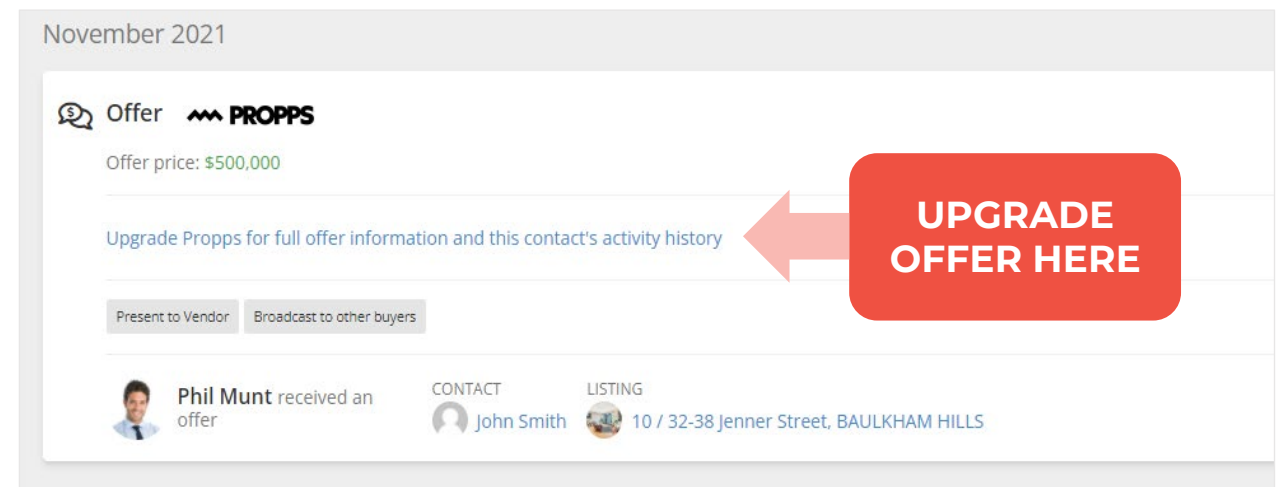 November 2021
Offer PROPPS
Offer price: $500,000
Upgrade Propps for full offer information and this contact's activity history
UPGRADE
OFFER HERE
Present to Vendor Broadcast to other buyers
Phil Munt received an
offer
CONTACT
John Smith
LISTING
10 / 32-38 Jenner Street, BAULKHAM HILLS